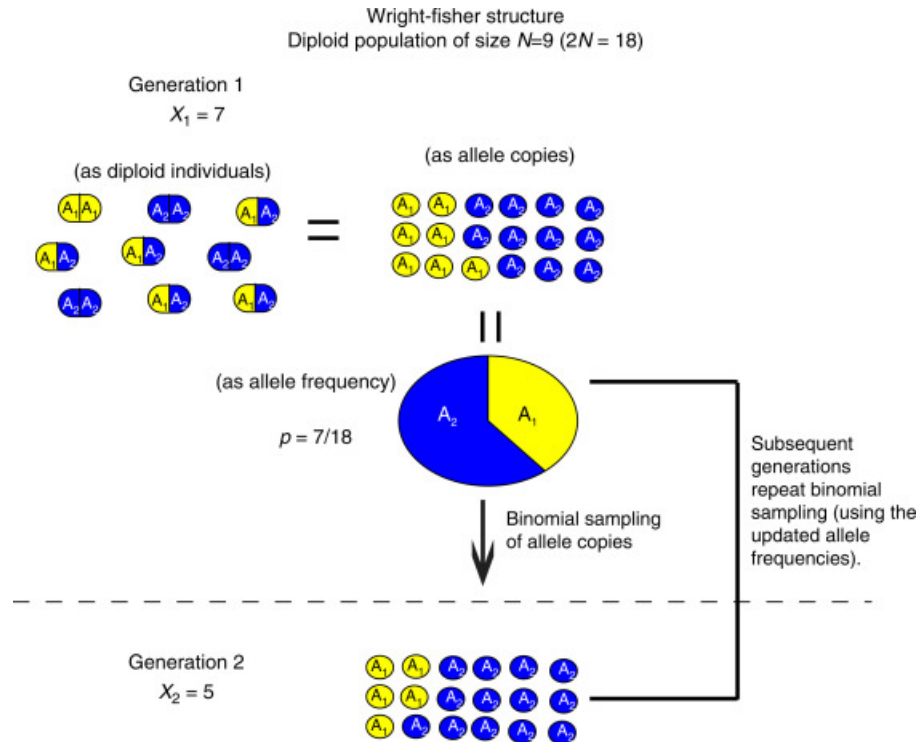 Wright-fisher structure
Diploid population of size N=9 (2N = 18)
Generation 1
X₁ = 7
(as diploid individuals)
(as allele copies)
A₁ A₁ A₂ A₂ A₁ A₂
A₁ A₂ A₁ A₂ A₂ A₂
A₂ A₂ A₁ A₂ A₁ A₂
=
A₁ A₁ A₂ A₂ A₂ A₂
A₁ A₁ A₂ A₂ A₂ A₂
A₁ A₁ A₁ A₂ A₂ A₂
=
(as allele frequency)
p = 7/18
A₂ A₁
Binomial sampling
of allele copies
Subsequent
generations
repeat binomial
sampling (using the
updated allele
frequencies).
Generation 2
X₂ = 5
A₁ A₁ A₂ A₂ A₂ A₂
A₁ A₁ A₂ A₂ A₂ A₂
A₁ A₂ A₂ A₂ A₂ A₂